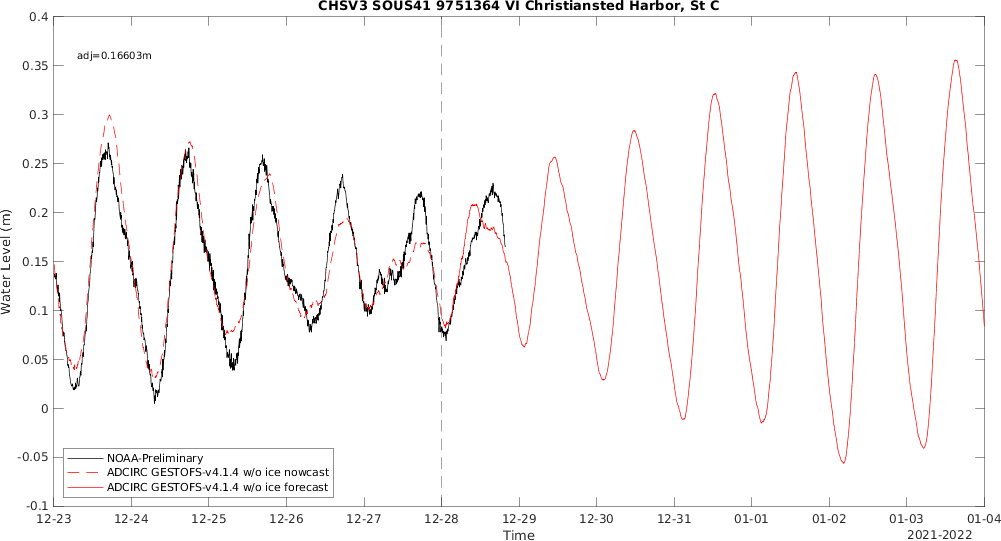 CHSV3 SOUS41 9751364 VI Christiansted Harbor, St C
adj=0.16603m
Water Level (m)
0.4
0.35
0.3
0.25
0.2
0.15
0.1
0.05
0
-0.05
-0.1
NOAA-Preliminary
ADCIRC GESTOFS-v4.1.4 w/o ice nowcast
ADCIRC GESTOFS-v4.1.4 w/o ice forecast
12-23 12-24 12-25 12-26 12-27 12-28 12-29 12-30 12-31 01-01 01-02 01-03 01-04
Time
2021-2022